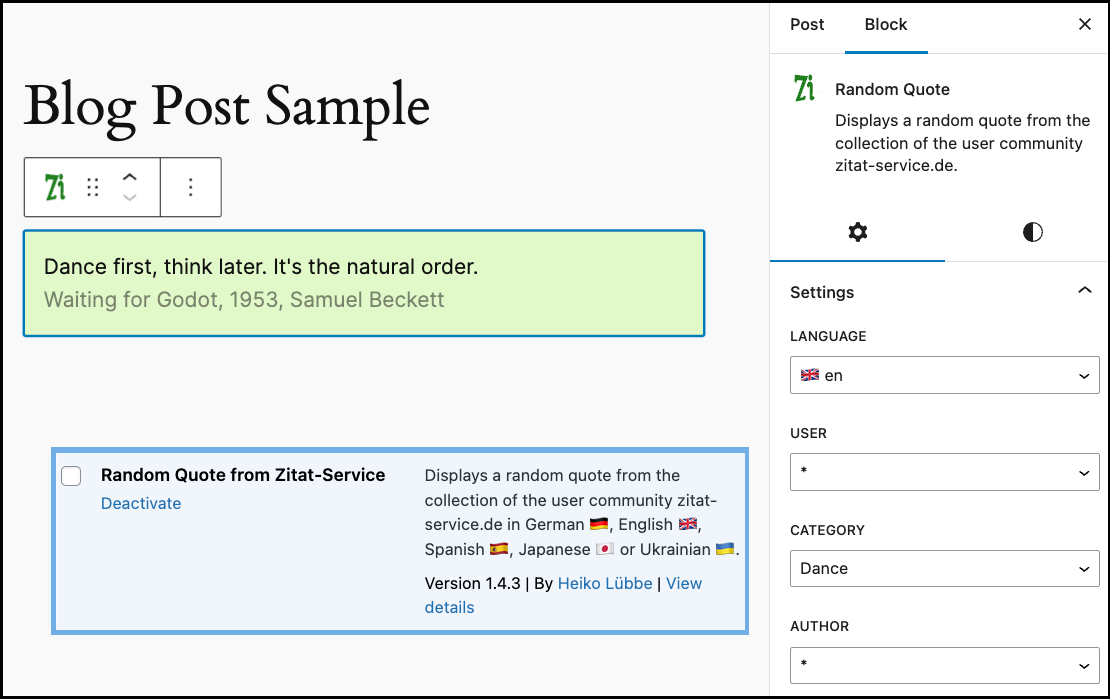 Blog Post Sample
Zi
Dance first, think later. It's the natural order.
Waiting for Godot, 1953, Samuel Beckett
Random Quote from Zitat-Service
Deactivate
Displays a random quote from the
collection of the user community zitat-
service.de in German 🇩🇪, English 🇬🇧,
Spanish 🇪🇸, Japanese 🇯🇵 or Ukrainian 🇺🇦.
Version 1.4.3 | By Heiko Lübbe | View
details
Post Block
Zi
Random Quote
Displays a random quote from the
collection of the user community
zitat-service.de.
Settings
LANGUAGE
🇬🇧 en
USER
*
CATEGORY
Dance
AUTHOR
*